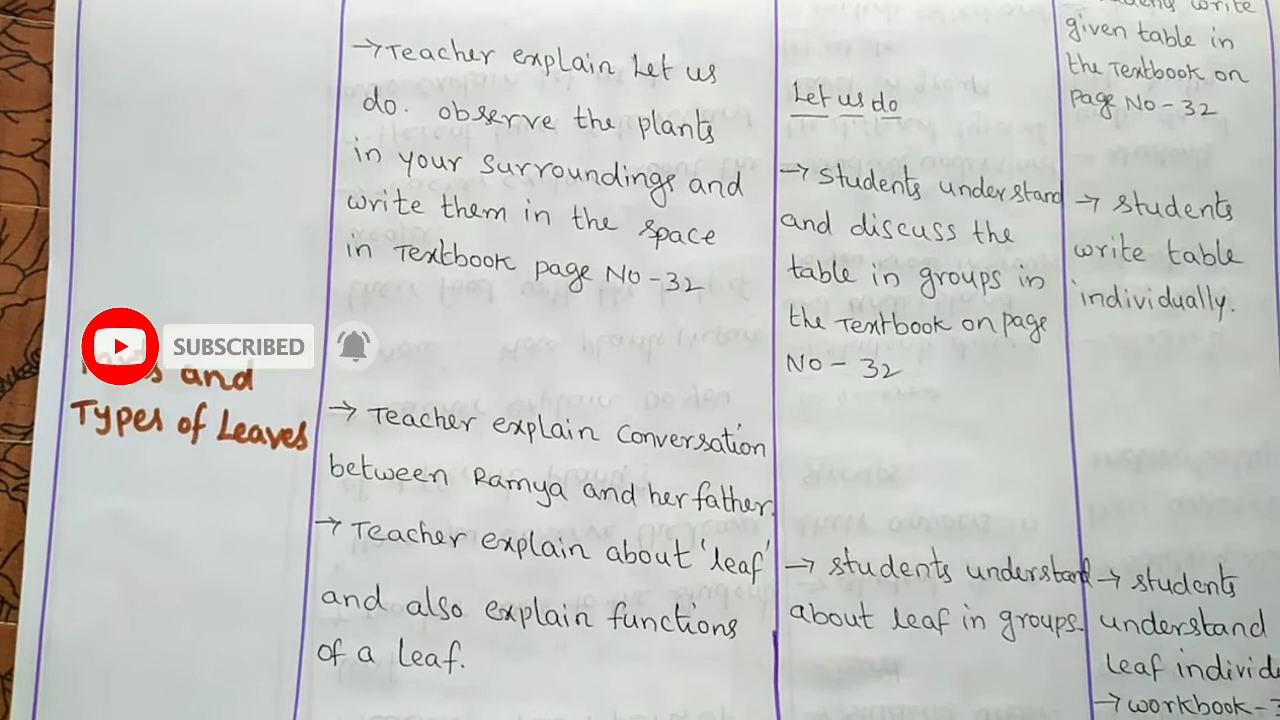 → Teacher explain Let us
do. observe the plants
in your surroundings and
write them in the space
in Textbook page No-32
Let us do
→ students understand
and discuss the
table in groups in
the Textbook on page
No - 32
write
given table in
the Textbook on
Page No-32
→ students
write table
individually.
SUBSCRIBED
and
Types of Leaves
→ Teacher explain conversation
between Ramya and her father.
→ Teacher explain about 'leaf'
and also explain functions
of a leaf.
→ students understand
about leaf in groups.
→ students
understand
leaf individ
→ workbook -